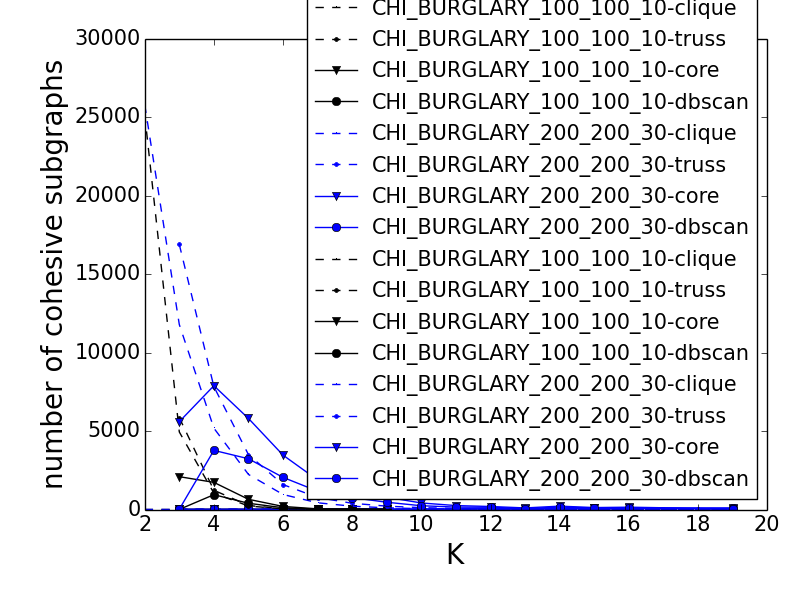 CHI_BURGLARY_100_100_10-clique
CHI_BURGLARY_100_100_10-truss
CHI_BURGLARY_100_100_10-core
CHI_BURGLARY_100_100_10-dbscan
CHI_BURGLARY_200_200_30-clique
CHI_BURGLARY_200_200_30-truss
CHI_BURGLARY_200_200_30-core
CHI_BURGLARY_200_200_30-dbscan
CHI_BURGLARY_100_100_10-clique
CHI_BURGLARY_100_100_10-truss
CHI_BURGLARY_100_100_10-core
CHI_BURGLARY_100_100_10-dbscan
CHI_BURGLARY_200_200_30-clique
CHI_BURGLARY_200_200_30-truss
CHI_BURGLARY_200_200_30-core
CHI_BURGLARY_200_200_30-dbscan
number of cohesive subgraphs
30000
25000
20000
15000
10000
5000
0
2 4 6 8 10 12 14 16 18 20
K